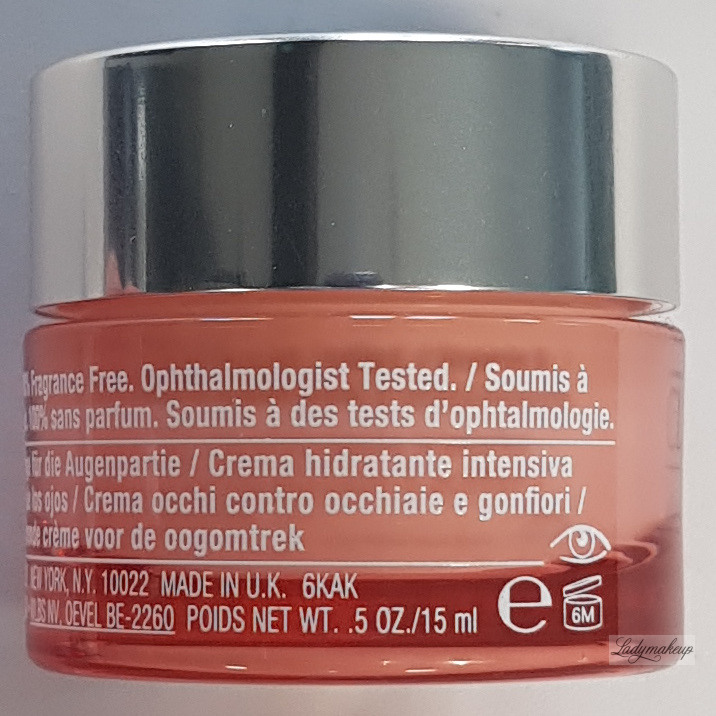 Fragrance Free. Ophthalmologist Tested. / Soumis à
100% sans parfum. Soumis à des tests d'ophtalmologie.
für die Augenpartie / Crema hidratante intensiva
los ojos / Crema occhi contro occhiaie e gonfiori /
crème voor de oogomtrek
NEW YORK, N.Y. 10022 MADE IN U.K. 6KAK
NV. OEVEL BE-2260 POIDS NET WT. .5 OZ./15 ml
e
6M
Ladymakeup